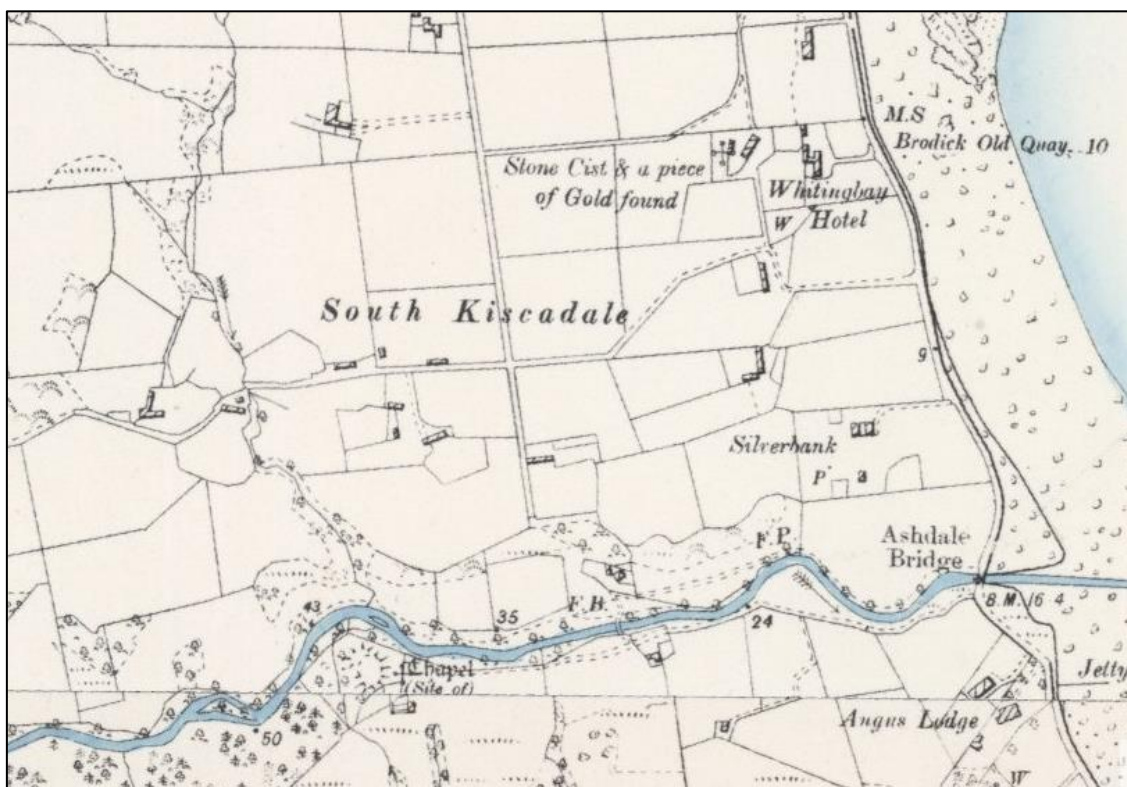 M.S
Brodick Old Quay, 10
Stone Cist & a piece
of Gold found
Whitingbay
Hotel
W
South Kiscadale
9
Silverbank
P
F.P.
Ashdale
Bridge
B.M. 16 4
43
35
F.B.
24
Chapel
(Site of)
Jetty
50
Angus Lodge
W